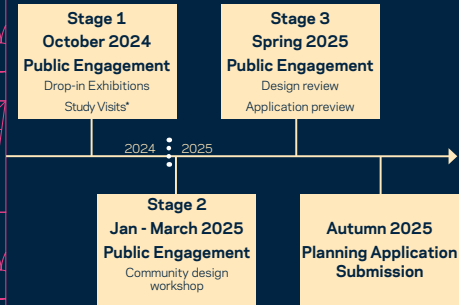 Stage 1
October 2024
Public Engagement
Drop-in Exhibitions
Study Visits*
Stage 3
Spring 2025
Public Engagement
Design review
Application preview
2024
2025
Stage 2
Jan - March 2025
Public Engagement
Community design
workshop
Autumn 2025
Planning Application
Submission